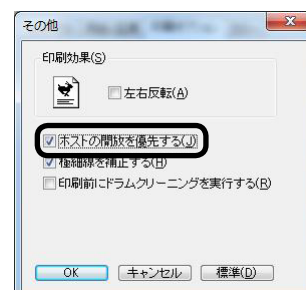 その他
印刷効果(S)
左右反転(A)
ホストの開放を優先する(J)
極細線を補正する(H)
印刷前にドラムクリーニングを実行する(R)
OK キャンセル 標準(D)